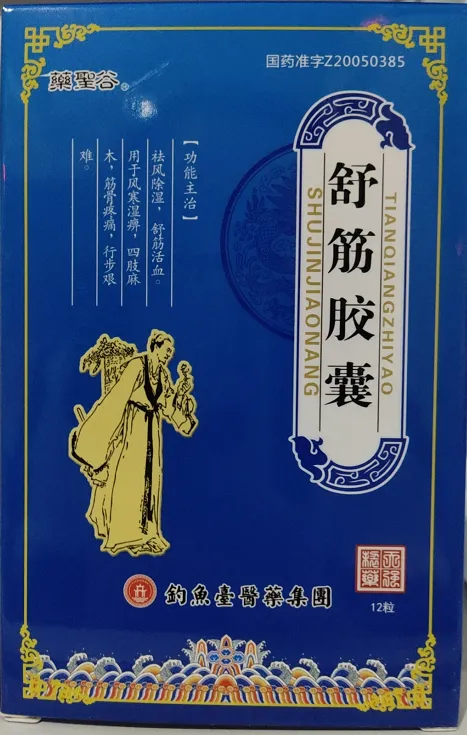 国药准字Z20050385
藥聖谷®
舒筋胶囊
TIANQIANGZHIYAO
SHUJINJIAONANG
【功能主治】
祛风除湿，舒筋活血。
用于风寒湿痹，四肢麻
木，筋骨疼痛，行步艰
难。
釣魚臺醫藥集團
12粒